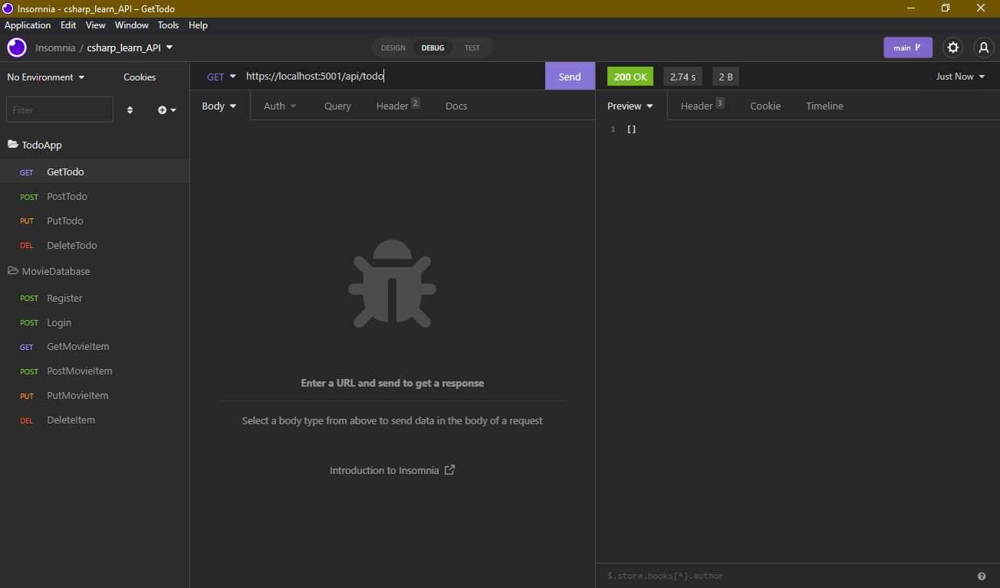 Insomnia - csharp_learn_API – GetTodo
Application Edit View Window Tools Help
Insomnia / csharp_learn_API
DESIGN DEBUG TEST
main
No Environment Cookies
GET https://localhost:5001/api/todo Send
200 OK 2.74 s 2 B Just Now
Filter
Body Auth Query Header 2 Docs
Preview Header 3 Cookie Timeline
TodoApp
GET GetTodo
POST PostTodo
PUT PutTodo
DEL DeleteTodo
MovieDatabase
POST Register
POST Login
GET GetMovieItem
POST PostMovieItem
PUT PutMovieItem
DEL DeleteItem
Enter a URL and send to get a response
Select a body type from above to send data in the body of a request
Introduction to Insomnia
1 []
$.store.books[*].author